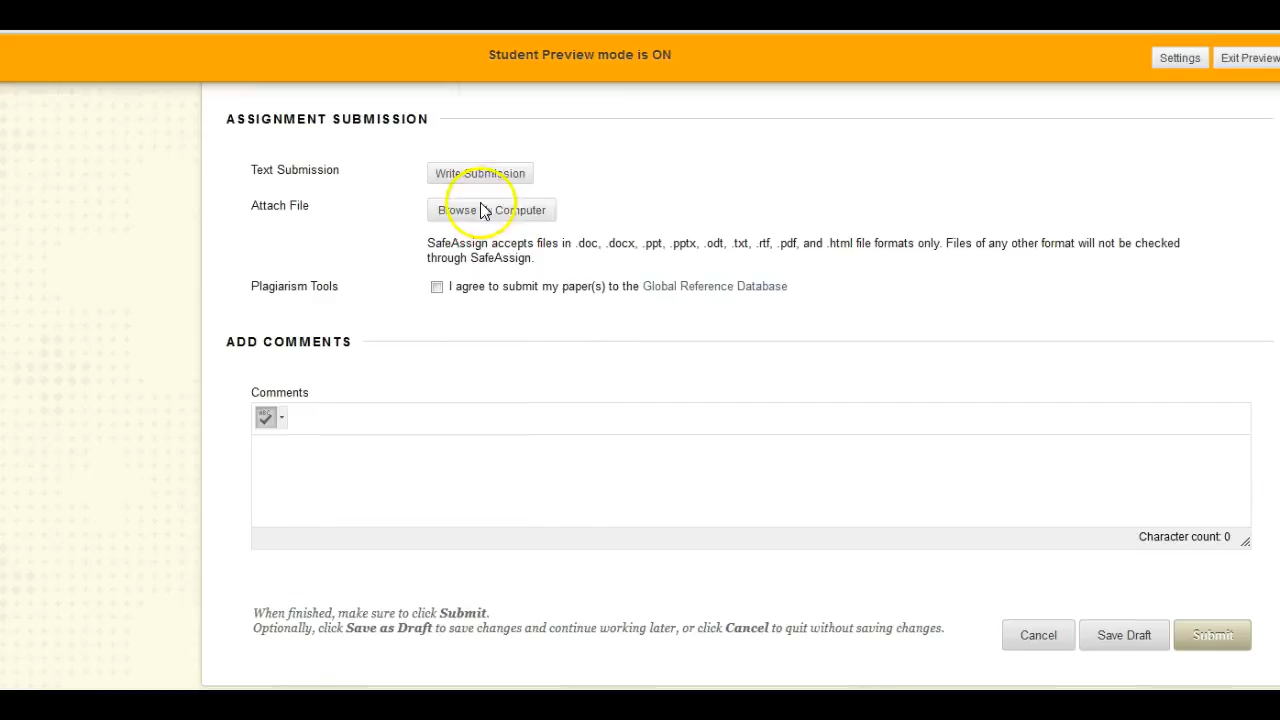 Student Preview mode is ON
Settings
Exit Preview
ASSIGNMENT SUBMISSION
Text Submission
Write Submission
Attach File
Browse Computer
SafeAssign accepts files in .doc, .docx, .ppt, .pptx, .odt, .txt, .rtf, .pdf, and .html file formats only. Files of any other format will not be checked
through SafeAssign.
Plagiarism Tools
I agree to submit my paper(s) to the Global Reference Database
ADD COMMENTS
Comments
ABC
Character count: 0
When finished, make sure to click Submit.
Optionally, click Save as Draft to save changes and continue working later, or click Cancel to quit without saving changes.
Cancel
Save Draft
Submit